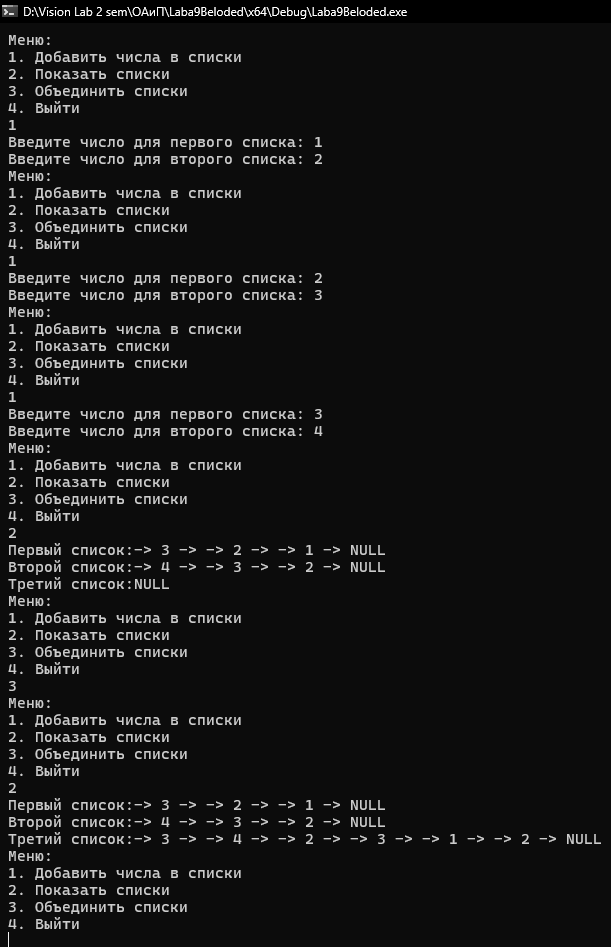 D:\Vision Lab 2 sem\ОАиП\Laba9Beloded\x64\Debug\Laba9Beloded.exe
Меню:
1. Добавить числа в списки
2. Показать списки
3. Объединить списки
4. Выйти
1
Введите число для первого списка: 1
Введите число для второго списка: 2
Меню:
1. Добавить числа в списки
2. Показать списки
3. Объединить списки
4. Выйти
1
Введите число для первого списка: 2
Введите число для второго списка: 3
Меню:
1. Добавить числа в списки
2. Показать списки
3. Объединить списки
4. Выйти
1
Введите число для первого списка: 3
Введите число для второго списка: 4
Меню:
1. Добавить числа в списки
2. Показать списки
3. Объединить списки
4. Выйти
2
Первый список:-> 3 -> -> 2 -> -> 1 -> NULL
Второй список:-> 4 -> -> 3 -> -> 2 -> NULL
Третий список:NULL
Меню:
1. Добавить числа в списки
2. Показать списки
3. Объединить списки
4. Выйти
3
Меню:
1. Добавить числа в списки
2. Показать списки
3. Объединить списки
4. Выйти
2
Первый список:-> 3 -> -> 2 -> -> 1 -> NULL
Второй список:-> 4 -> -> 3 -> -> 2 -> NULL
Третий список:-> 3 -> -> 4 -> -> 2 -> -> 3 -> -> 1 -> -> 2 -> NULL
Меню:
1. Добавить числа в списки
2. Показать списки
3. Объединить списки
4. Выйти